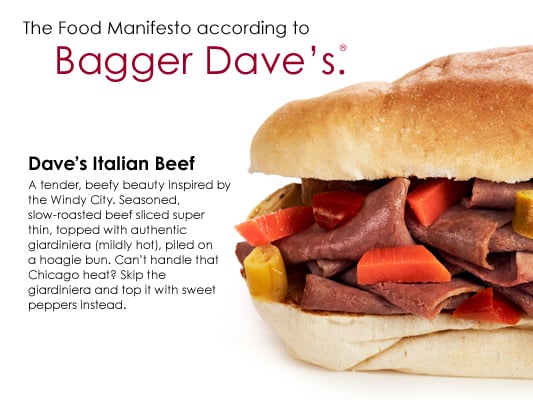 The Food Manifesto according to
Bagger Dave's.®
Dave's Italian Beef
A tender, beefy beauty inspired by
the Windy City. Seasoned,
slow-roasted beef sliced super
thin, topped with authentic
giardiniera (mildly hot), piled on
a hoagie bun. Can't handle that
Chicago heat? Skip the
giardiniera and top it with sweet
peppers instead.